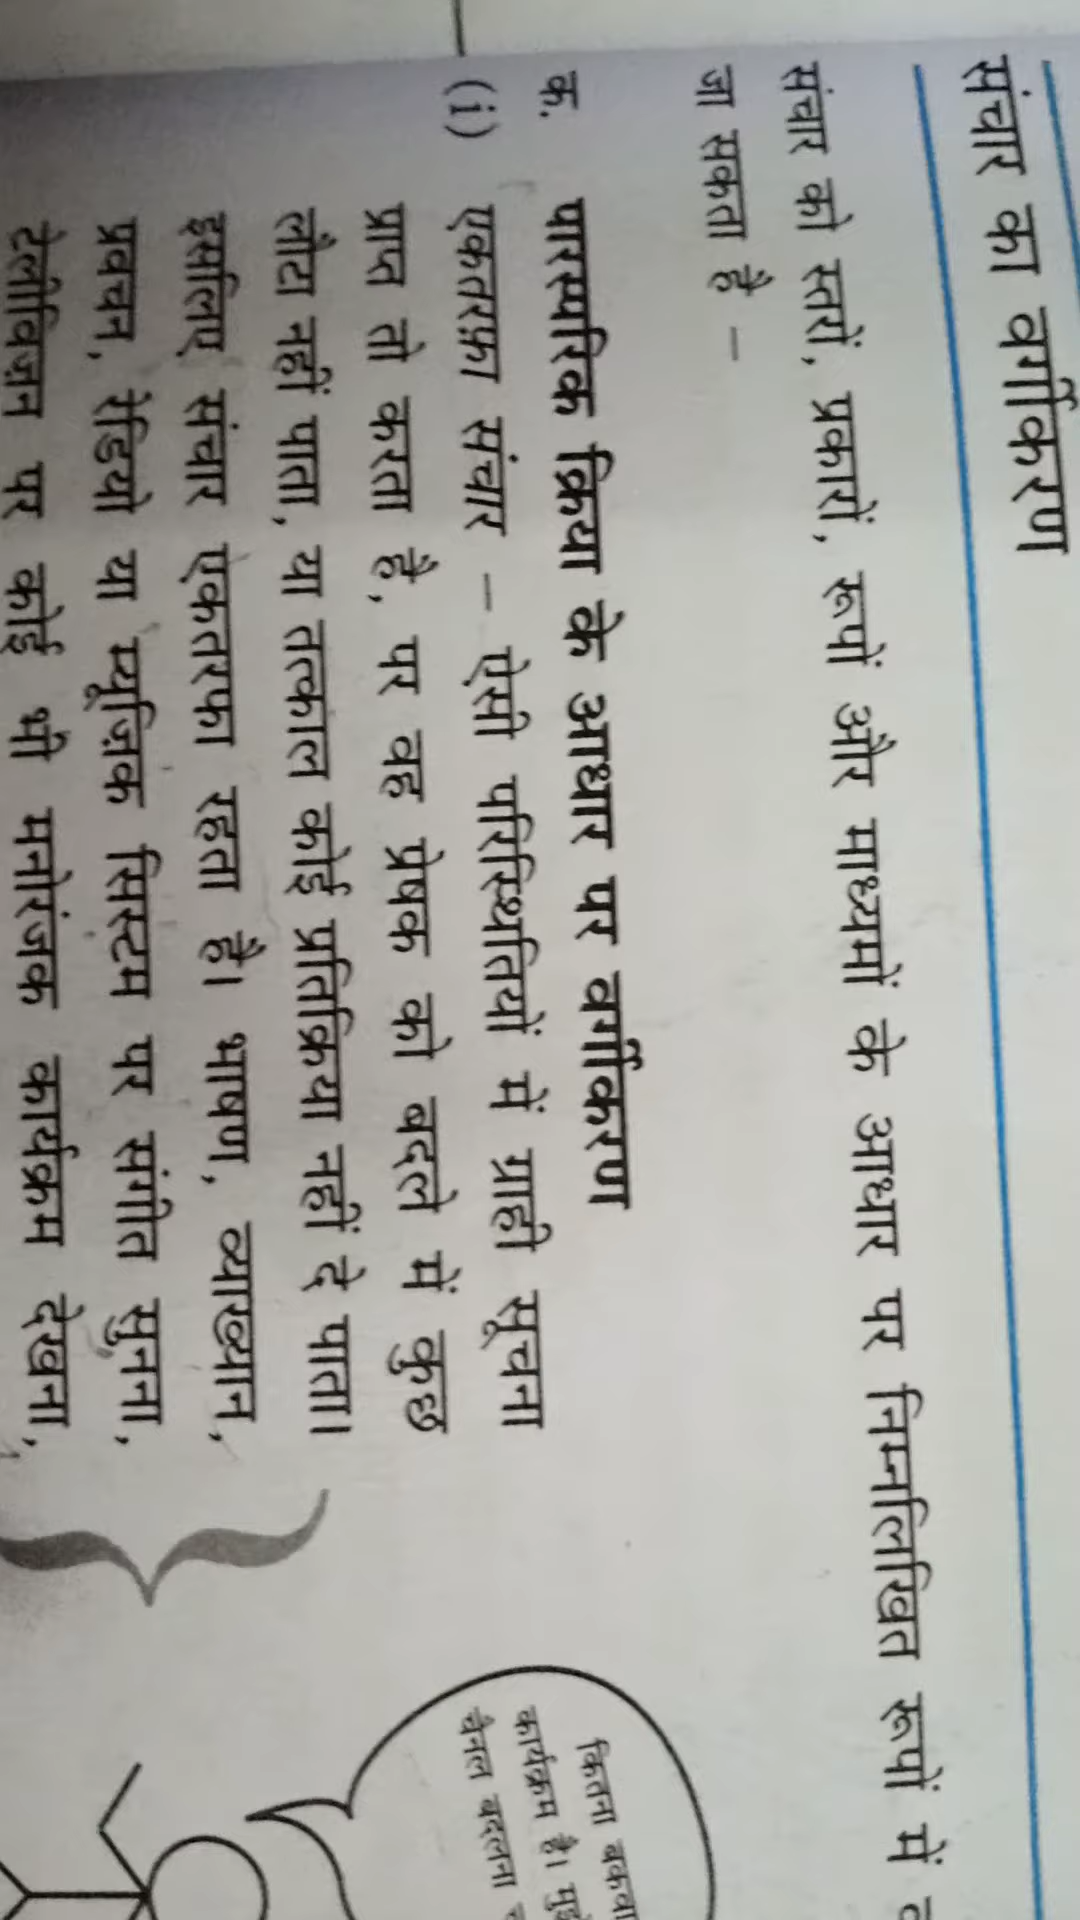 संचार का वर्गीकरण
संचार को स्तरों, प्रकारों, रूपों और माध्यमों के आधार पर निम्नलिखित रूपों में
जा सकता है –
क. पारस्परिक क्रिया के आधार पर वर्गीकरण
(i) एकतरफ़ा संचार – ऐसी परिस्थितियों में ग्राही सूचना
प्राप्त तो करता है, पर वह प्रेषक को बदले में कुछ
लौटा नहीं पाता, या तत्काल कोई प्रतिक्रिया नहीं दे पाता।
इसलिए संचार एकतरफा रहता है। भाषण, व्याख्यान,
प्रवचन, रेडियो या म्यूज़िक सिस्टम पर संगीत सुनना,
टेलीविज़न पर कोई भी मनोरंजक कार्यक्रम देखना,
कितना
कार्यक्रम है।
चैनल बदलना